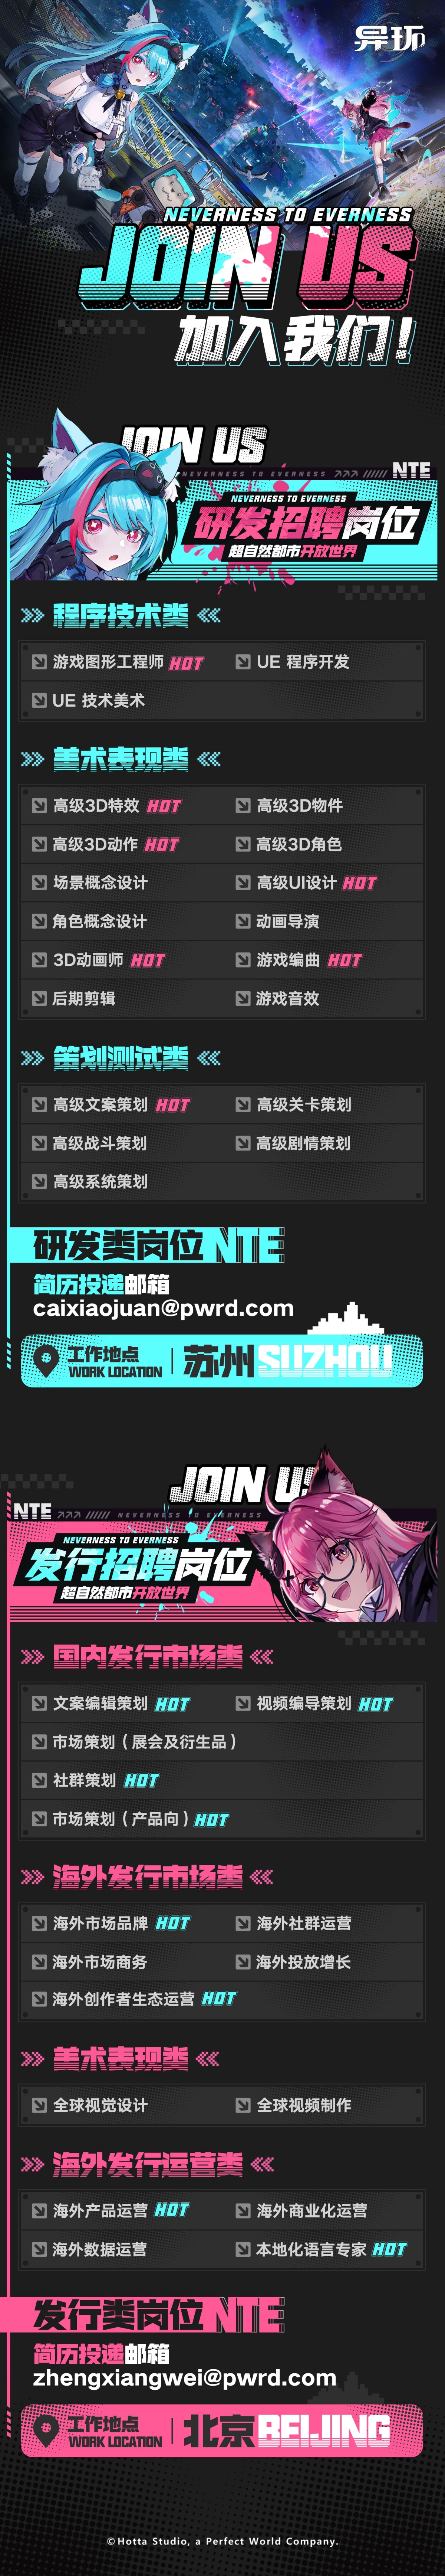 异环
NEVERNESS TO EVERNESS
JOIN US
加入我们!
JOIN US
NEVERNESS TO EVERNESS
NTE
NEVERNESS TO EVERNESS
研发招聘岗位
超自然都市开放世界
程序技术类
游戏图形工程师 HOT
UE 程序开发
UE 技术美术
美术表现类
高级3D特效 HOT
高级3D物件
高级3D动作 HOT
高级3D角色
场景概念设计
高级UI设计 HOT
角色概念设计
动画导演
3D动画师 HOT
游戏编曲 HOT
后期剪辑
游戏音效
策划测试类
高级文案策划 HOT
高级关卡策划
高级战斗策划
高级剧情策划
高级系统策划
研发类岗位 NTE
简历投递邮箱
caixiaojuan@pwrd.com
工作地点
WORK LOCATION
苏州 SUZHOU
JOIN US
NTE
NEVERNESS TO EVERNESS
NEVERNESS TO EVERNESS
发行招聘岗位
超自然都市开放世界
国内发行市场类
文案编辑策划 HOT
视频编导策划 HOT
市场策划（展会及衍生品）
社群策划 HOT
市场策划（产品向）HOT
海外发行市场类
海外市场品牌 HOT
海外社群运营
海外市场商务
海外投放增长
海外创作者生态运营 HOT
美术表现类
全球视觉设计
全球视频制作
海外发行运营类
海外产品运营 HOT
海外商业化运营
海外数据运营
本地化语言专家 HOT
发行类岗位 NTE
简历投递邮箱
zhengxiangwei@pwrd.com
工作地点
WORK LOCATION
北京 BEIJING
©Hotta Studio, a Perfect World Company.